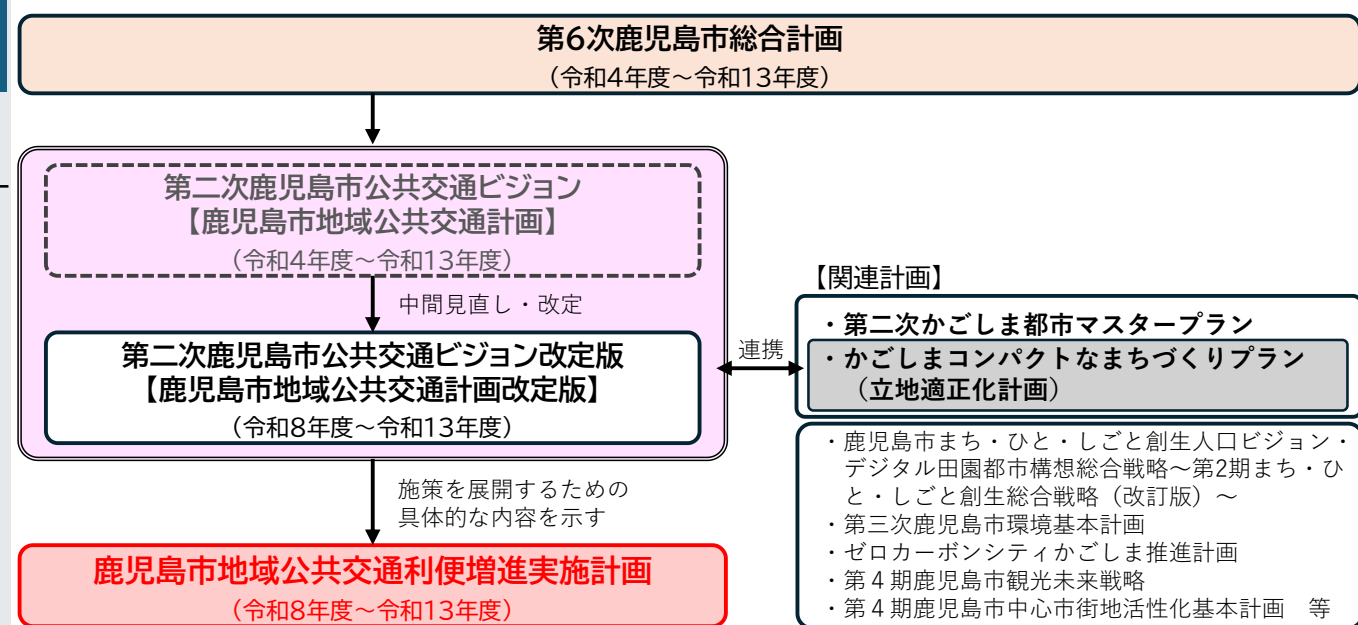 第6次鹿児島市総合計画
（令和4年度～令和13年度）
第二次鹿児島市公共交通ビジョン
【鹿児島市地域公共交通計画】
（令和4年度～令和13年度）
中間見直し・改定
第二次鹿児島市公共交通ビジョン改定版
【鹿児島市地域公共交通計画改定版】
（令和8年度～令和13年度）
連携
【関連計画】
・第二次かごしま都市マスタープラン
・かごしまコンパクトなまちづくりプラン
（立地適正化計画）
・鹿児島市まち・ひと・しごと創生人口ビジョン・
デジタル田園都市構想総合戦略～第2期まち・ひ
と・しごと創生総合戦略（改訂版）～
・第三次鹿児島市環境基本計画
・ゼロカーボンシティかごしま推進計画
・第４期鹿児島市観光未来戦略
・第４期鹿児島市中心市街地活性化基本計画　等
施策を展開するための
具体的な内容を示す
鹿児島市地域公共交通利便増進実施計画
（令和8年度～令和13年度）